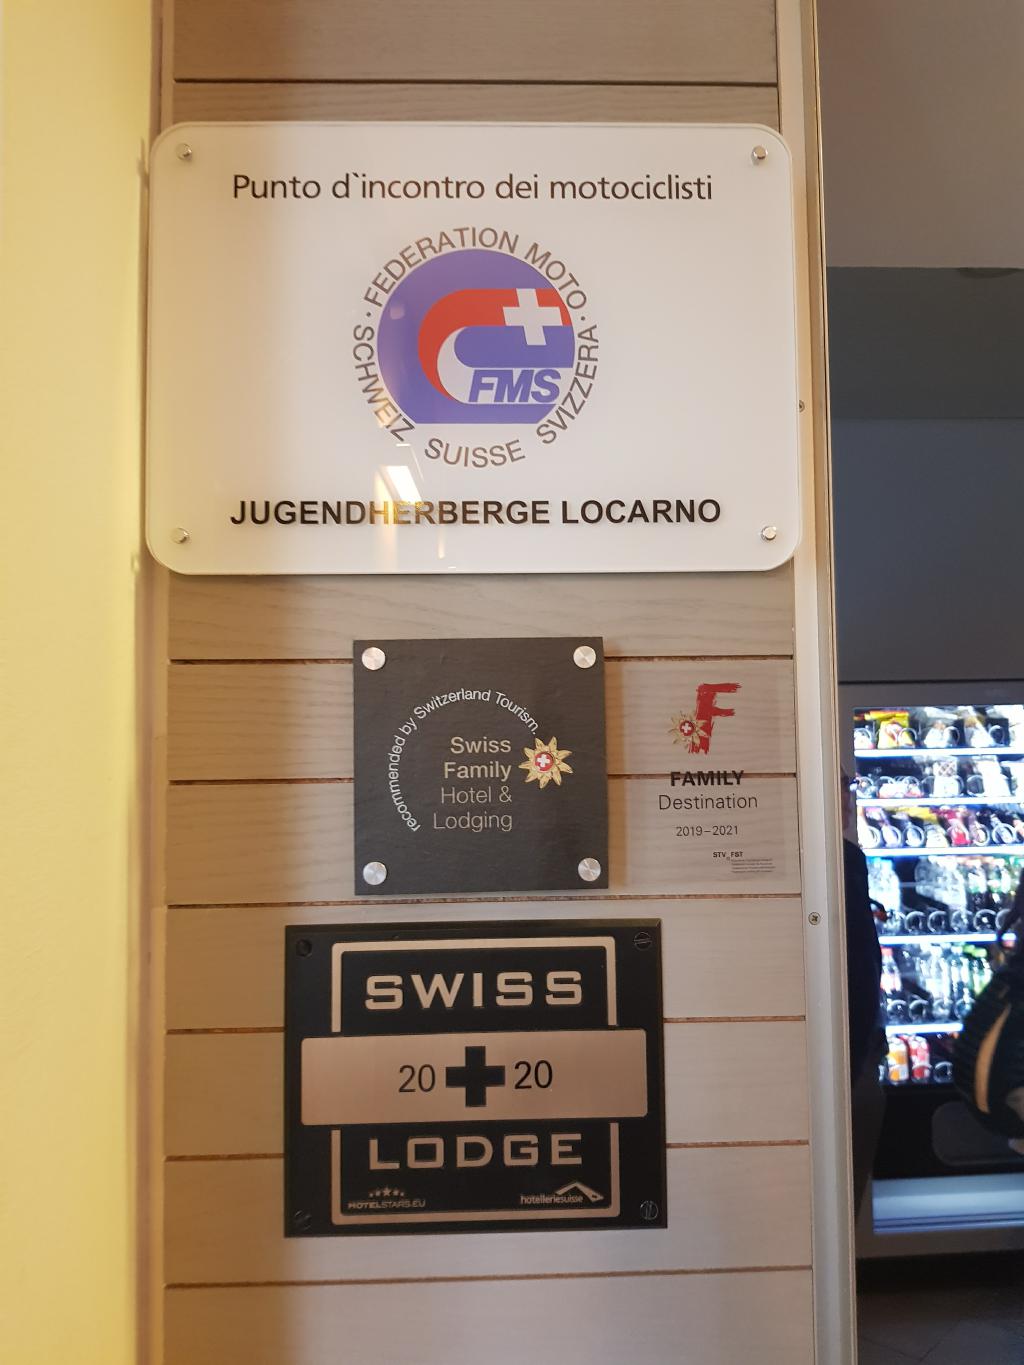 Punto d`incontro dei motociclisti
SCHWEIZ · FEDERATION MOTO · SVIZZERA
SUISSE
FMS
JUGENDHERBERGE LOCARNO
recommended by Switzerland Tourism.
Swiss
Family
Hotel &
Lodging
F
FAMILY
Destination
2019–2021
STV FST
SWISS
20 20
LODGE
HOTELSTARS.EU
hotelleriesuisse